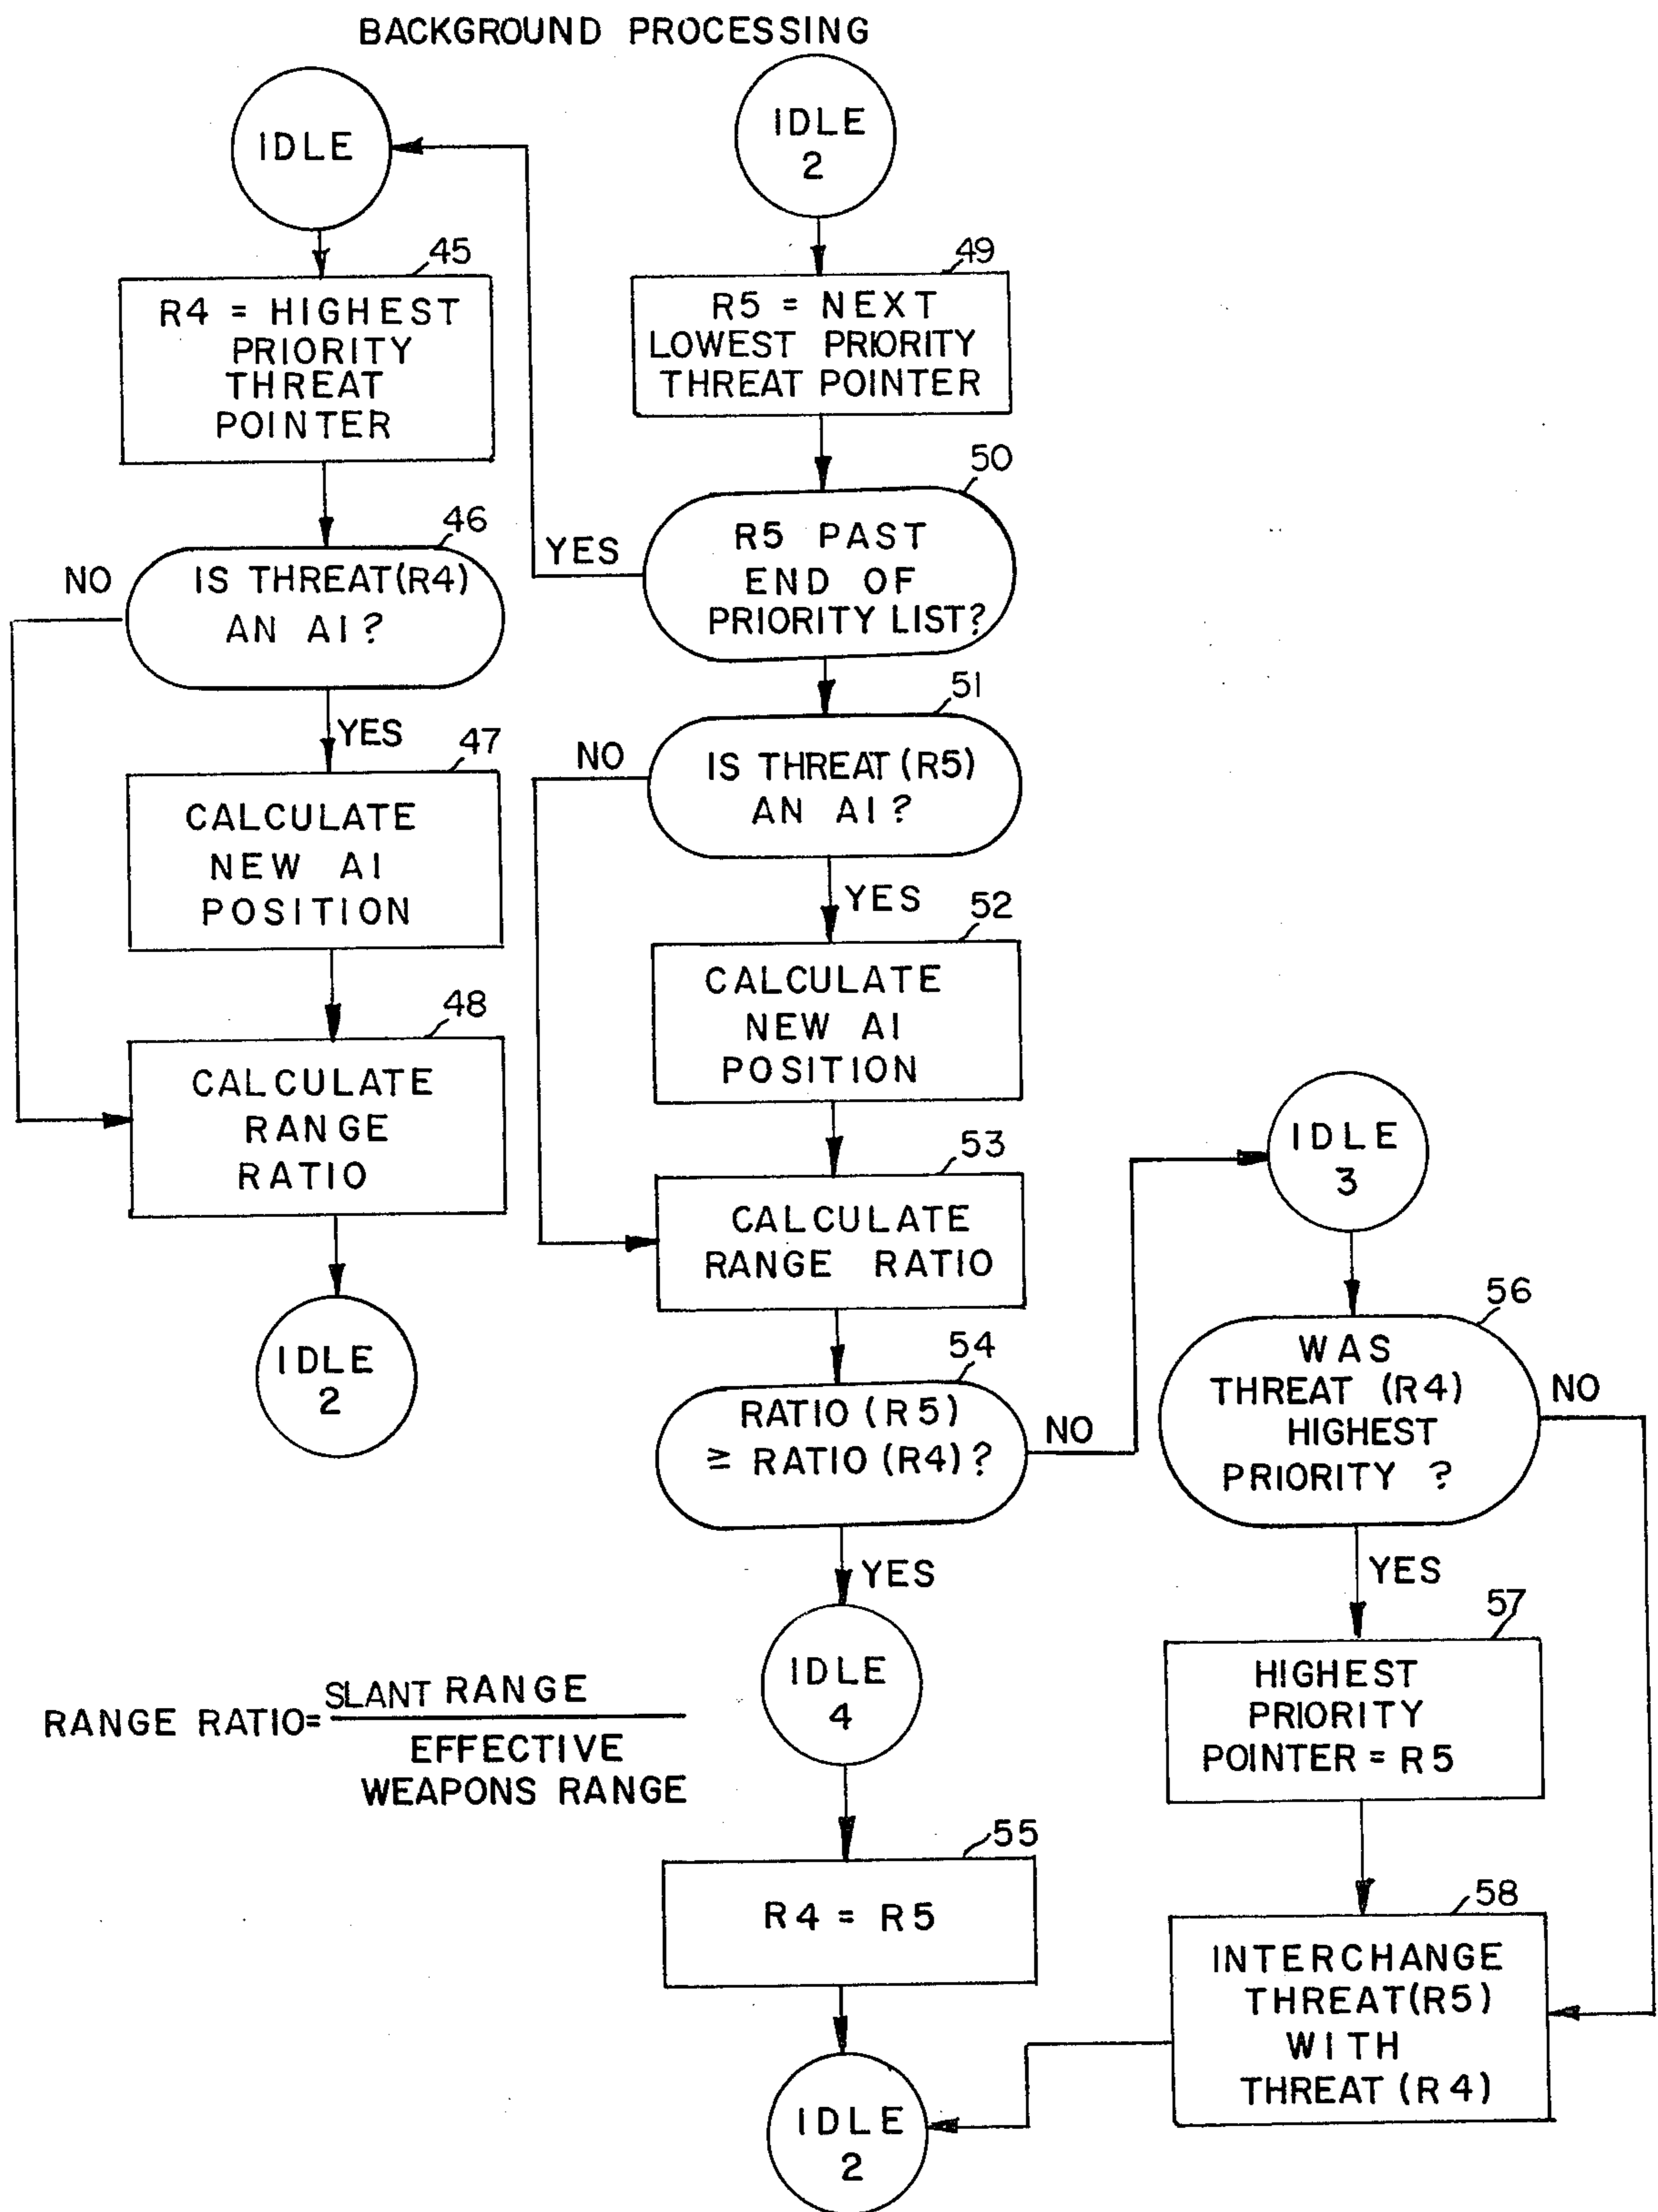 BACKGROUND PROCESSING
IDLE
45
R4 = HIGHEST
PRIORITY
THREAT
POINTER
46
IS THREAT(R4)
AN AI?
NO
YES
47
CALCULATE
NEW AI
POSITION
48
CALCULATE
RANGE
RATIO
IDLE
2
IDLE
2
49
R5 = NEXT
LOWEST PRIORITY
THREAT POINTER
50
R5 PAST
END OF
PRIORITY LIST?
YES
51
IS THREAT (R5)
AN AI?
NO
YES
52
CALCULATE
NEW AI
POSITION
53
CALCULATE
RANGE RATIO
54
RATIO (R5)
≥ RATIO (R4)?
NO
YES
IDLE
4
55
R4 = R5
IDLE
2
IDLE
3
56
WAS
THREAT (R4)
HIGHEST
PRIORITY ?
NO
YES
57
HIGHEST
PRIORITY
POINTER = R5
58
INTERCHANGE
THREAT(R5)
WITH
THREAT (R4)
RANGE RATIO=
SLANT RANGE
EFFECTIVE
WEAPONS RANGE